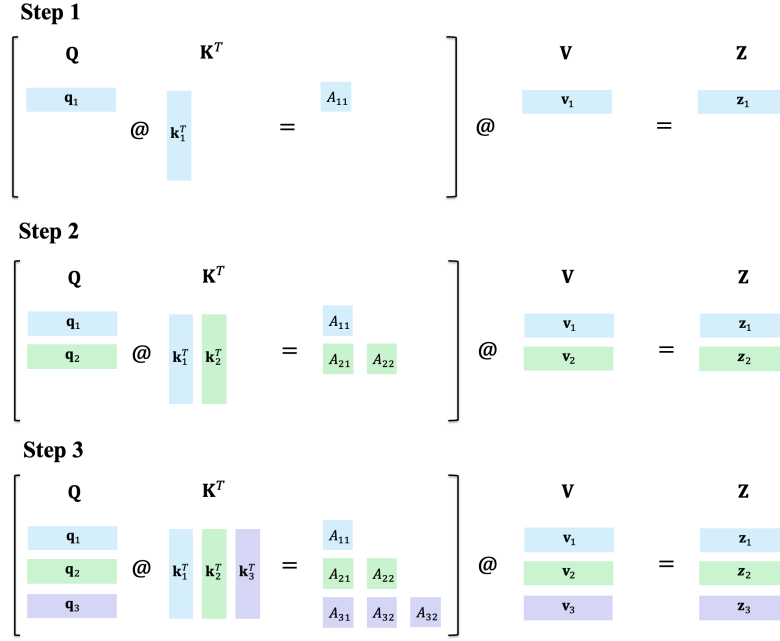 Step 1
Q K^T V Z
q₁ @ k₁^T = A₁₁ @ v₁ = z₁
Step 2
Q K^T V Z
q₁ A₁₁ v₁ z₁
q₂ @ k₁^T k₂^T = A₂₁ A₂₂ @ v₂ = z₂
Step 3
Q K^T V Z
q₁ A₁₁ v₁ z₁
q₂ @ k₁^T k₂^T k₃^T = A₂₁ A₂₂ @ v₂ = z₂
q₃ A₃₁ A₃₂ A₃₂ v₃ z₃